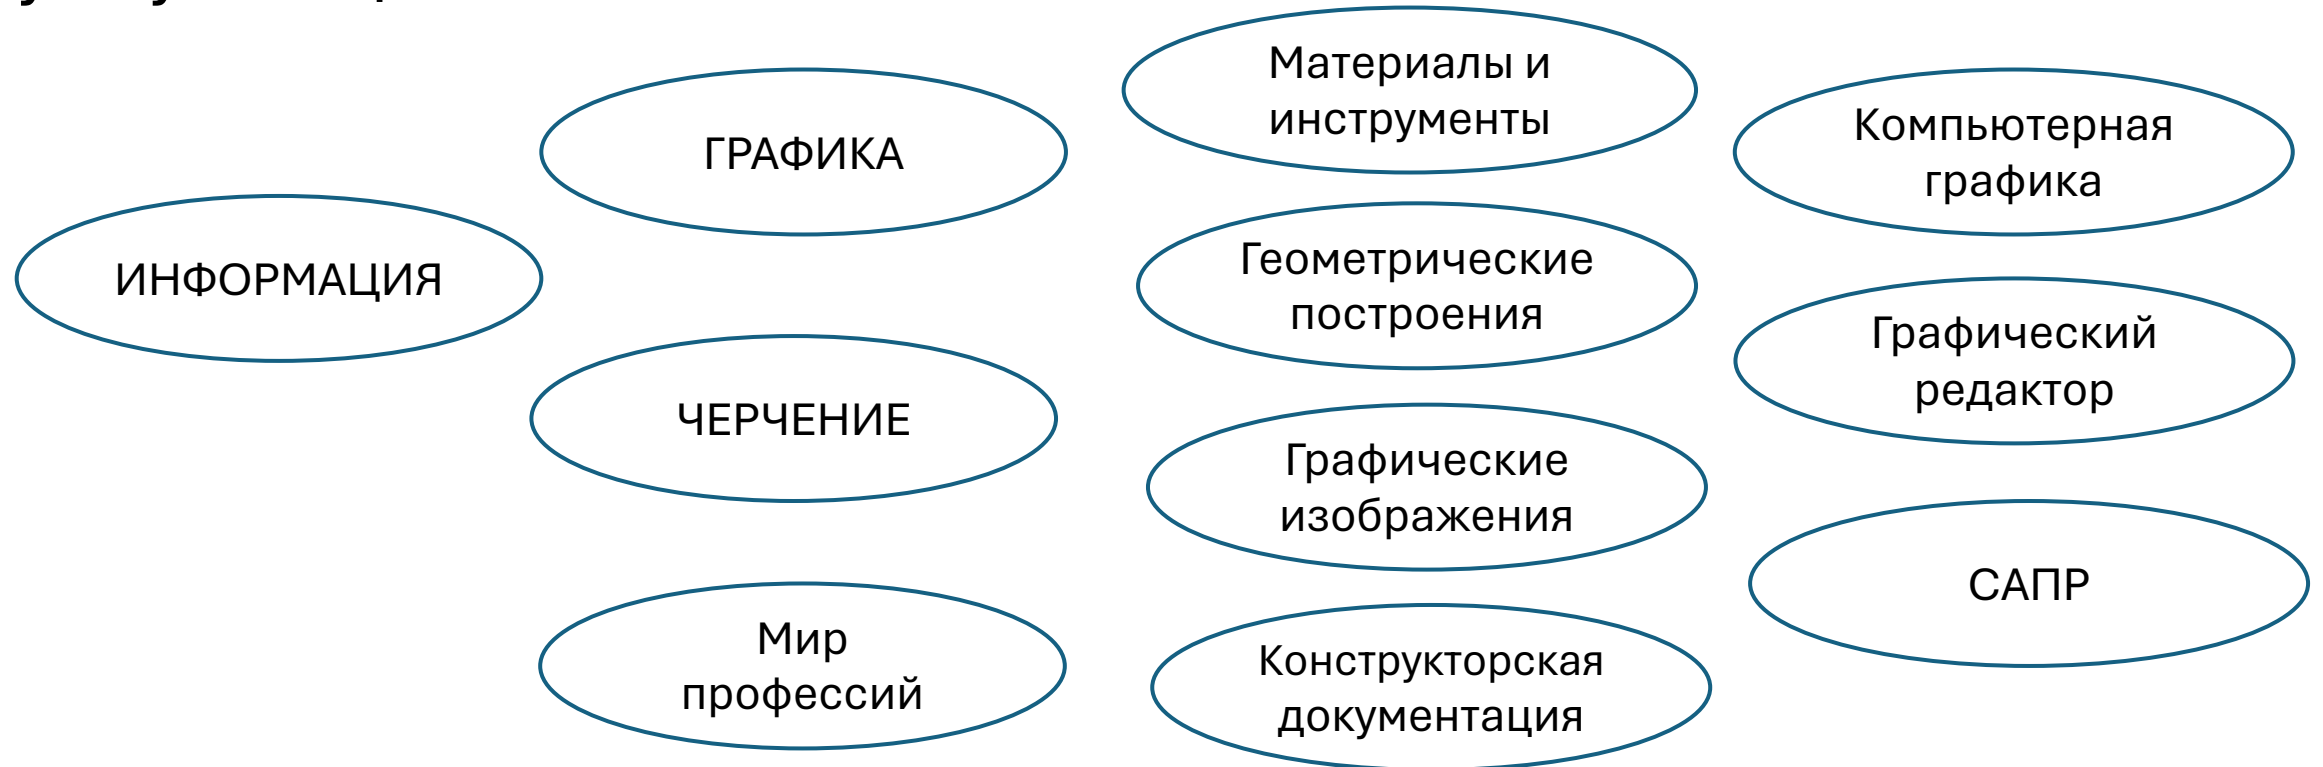 ИНФОРМАЦИЯ
ГРАФИКА
ЧЕРЧЕНИЕ
Мир
профессий
Материалы и
инструменты
Геометрические
построения
Графические
изображения
Конструкторская
документация
Компьютерная
графика
Графический
редактор
САПР